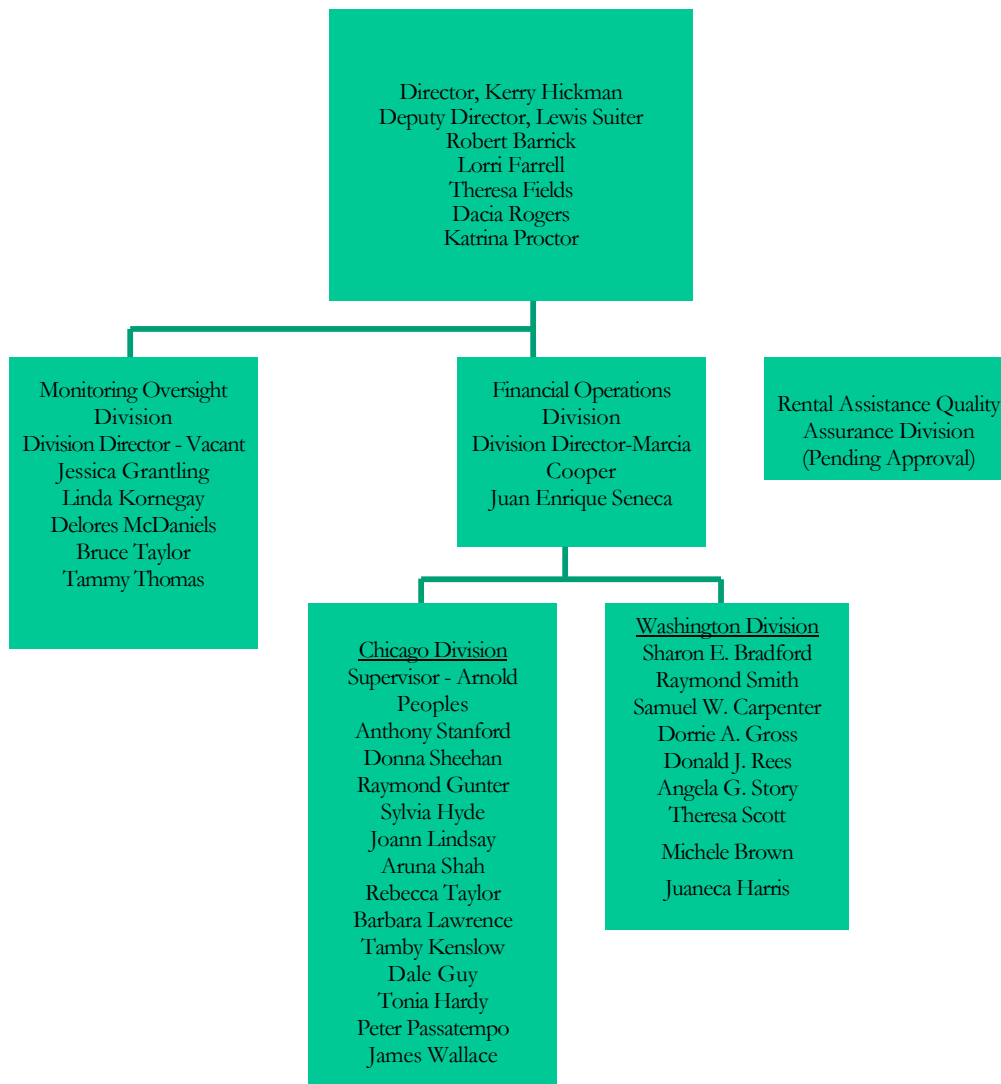 Director, Kerry Hickman
Deputy Director, Lewis Suiter
Robert Barrick
Lorri Farrell
Theresa Fields
Dacia Rogers
Katrina Proctor
Monitoring Oversight
Division
Division Director - Vacant
Jessica Grantling
Linda Kornegay
Delores McDaniels
Bruce Taylor
Tammy Thomas
Financial Operations
Division
Division Director-Marcia
Cooper
Juan Enrique Seneca
Rental Assistance Quality
Assurance Division
(Pending Approval)
Chicago Division
Supervisor - Arnold
Peoples
Anthony Stanford
Donna Sheehan
Raymond Gunter
Sylvia Hyde
Joann Lindsay
Aruna Shah
Rebecca Taylor
Barbara Lawrence
Tamby Kenslow
Dale Guy
Tonia Hardy
Peter Passatempo
James Wallace
Washington Division
Sharon E. Bradford
Raymond Smith
Samuel W. Carpenter
Dorrie A. Gross
Donald J. Rees
Angela G. Story
Theresa Scott
Michele Brown
Juaneca Harris